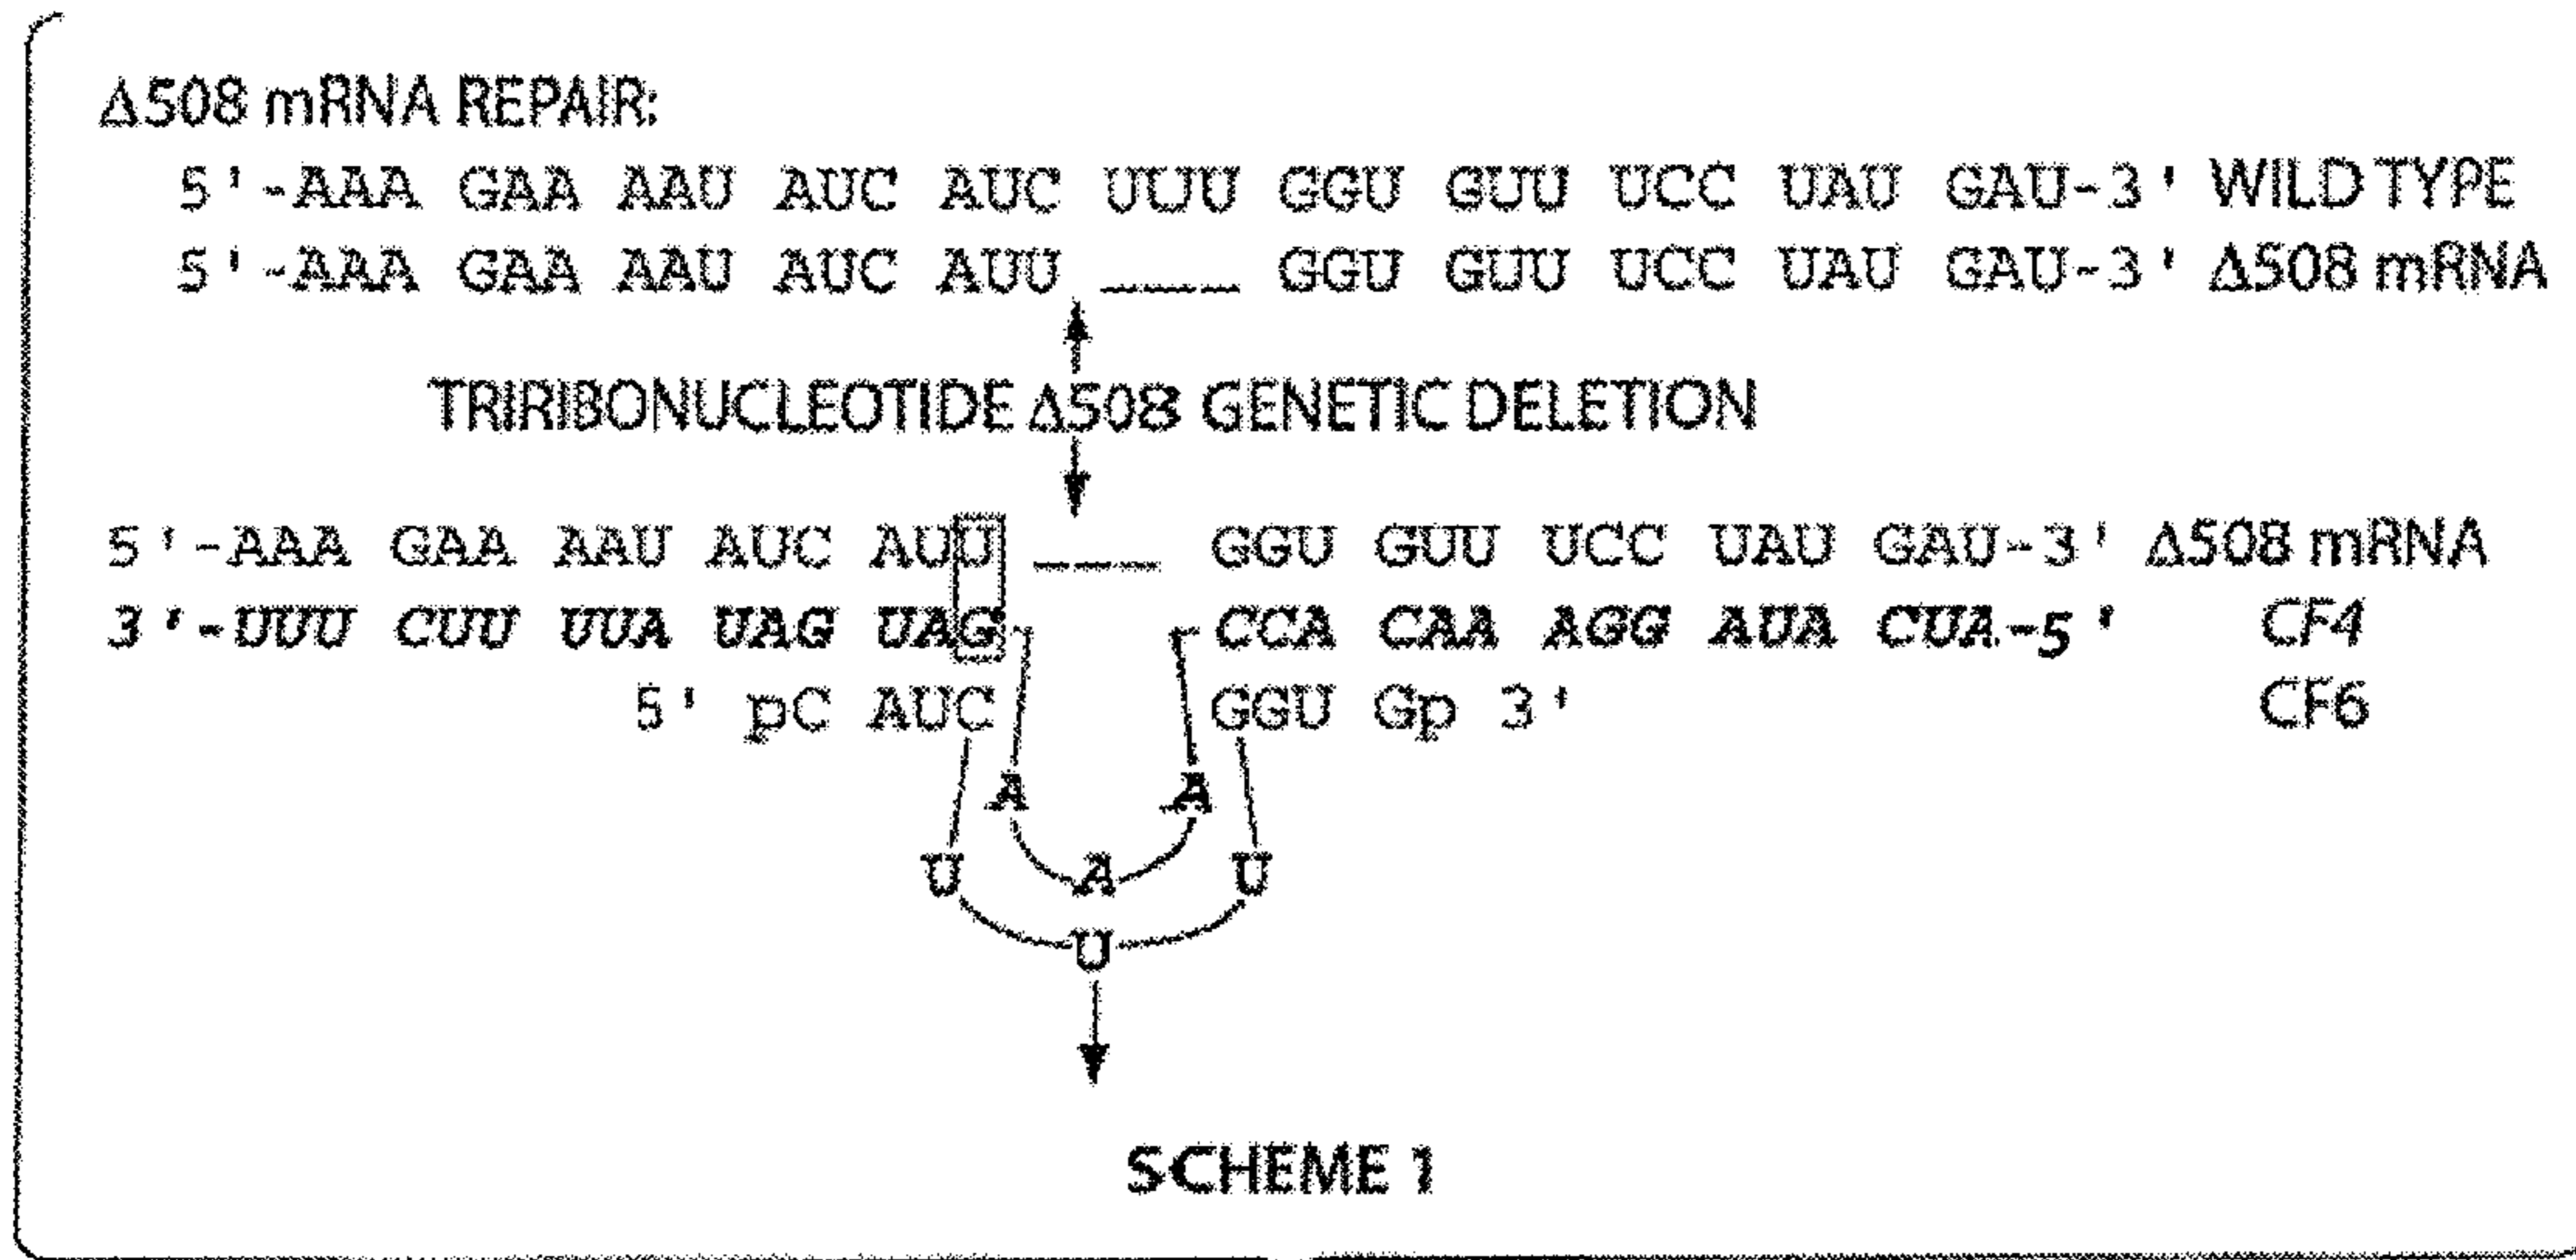 Δ508 mRNA REPAIR:
5'-AAA GAA AAU AUC AUC UUU GGU GUU UCC UAU GAU-3' WILD TYPE
5'-AAA GAA AAU AUC AUU ___ GGU GUU UCC UAU GAU-3' Δ508 mRNA
TRIRIBONUCLEOTIDE Δ508 GENETIC DELETION
5'-AAA GAA AAU AUC AUU ___ GGU GUU UCC UAU GAU-3' Δ508 mRNA
3'-UUU CUU UUA UAG UAG CCA CAA AGG AUA CUA-5' CF4
5' pC AUC GGU Gp 3' CF6
A A
U A U
U
SCHEME 1